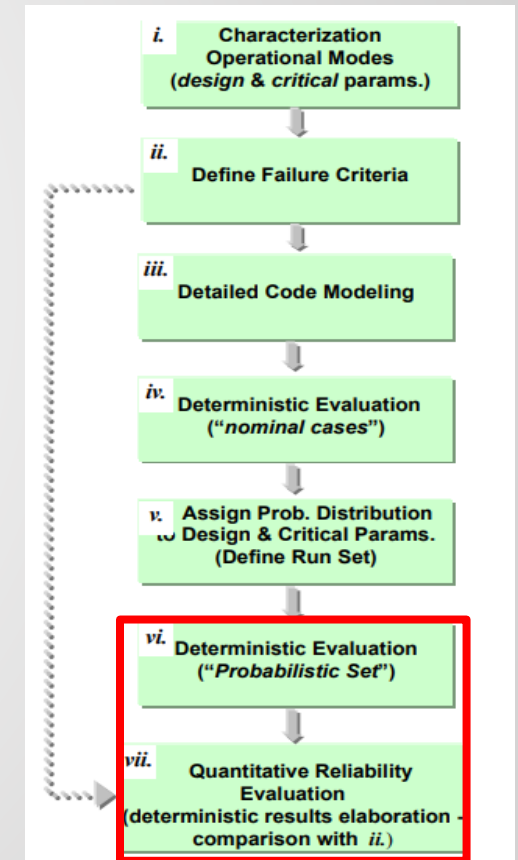 i. Characterization
Operational Modes
(design & critical params.)
ii.
Define Failure Criteria
iii.
Detailed Code Modeling
iv.
Deterministic Evaluation
(“nominal cases”)
v. Assign Prob. Distribution
to Design & Critical Params.
(Define Run Set)
vi.
Deterministic Evaluation
(“Probabilistic Set”)
vii.
Quantitative Reliability
Evaluation
(deterministic results elaboration -
comparison with ii.)